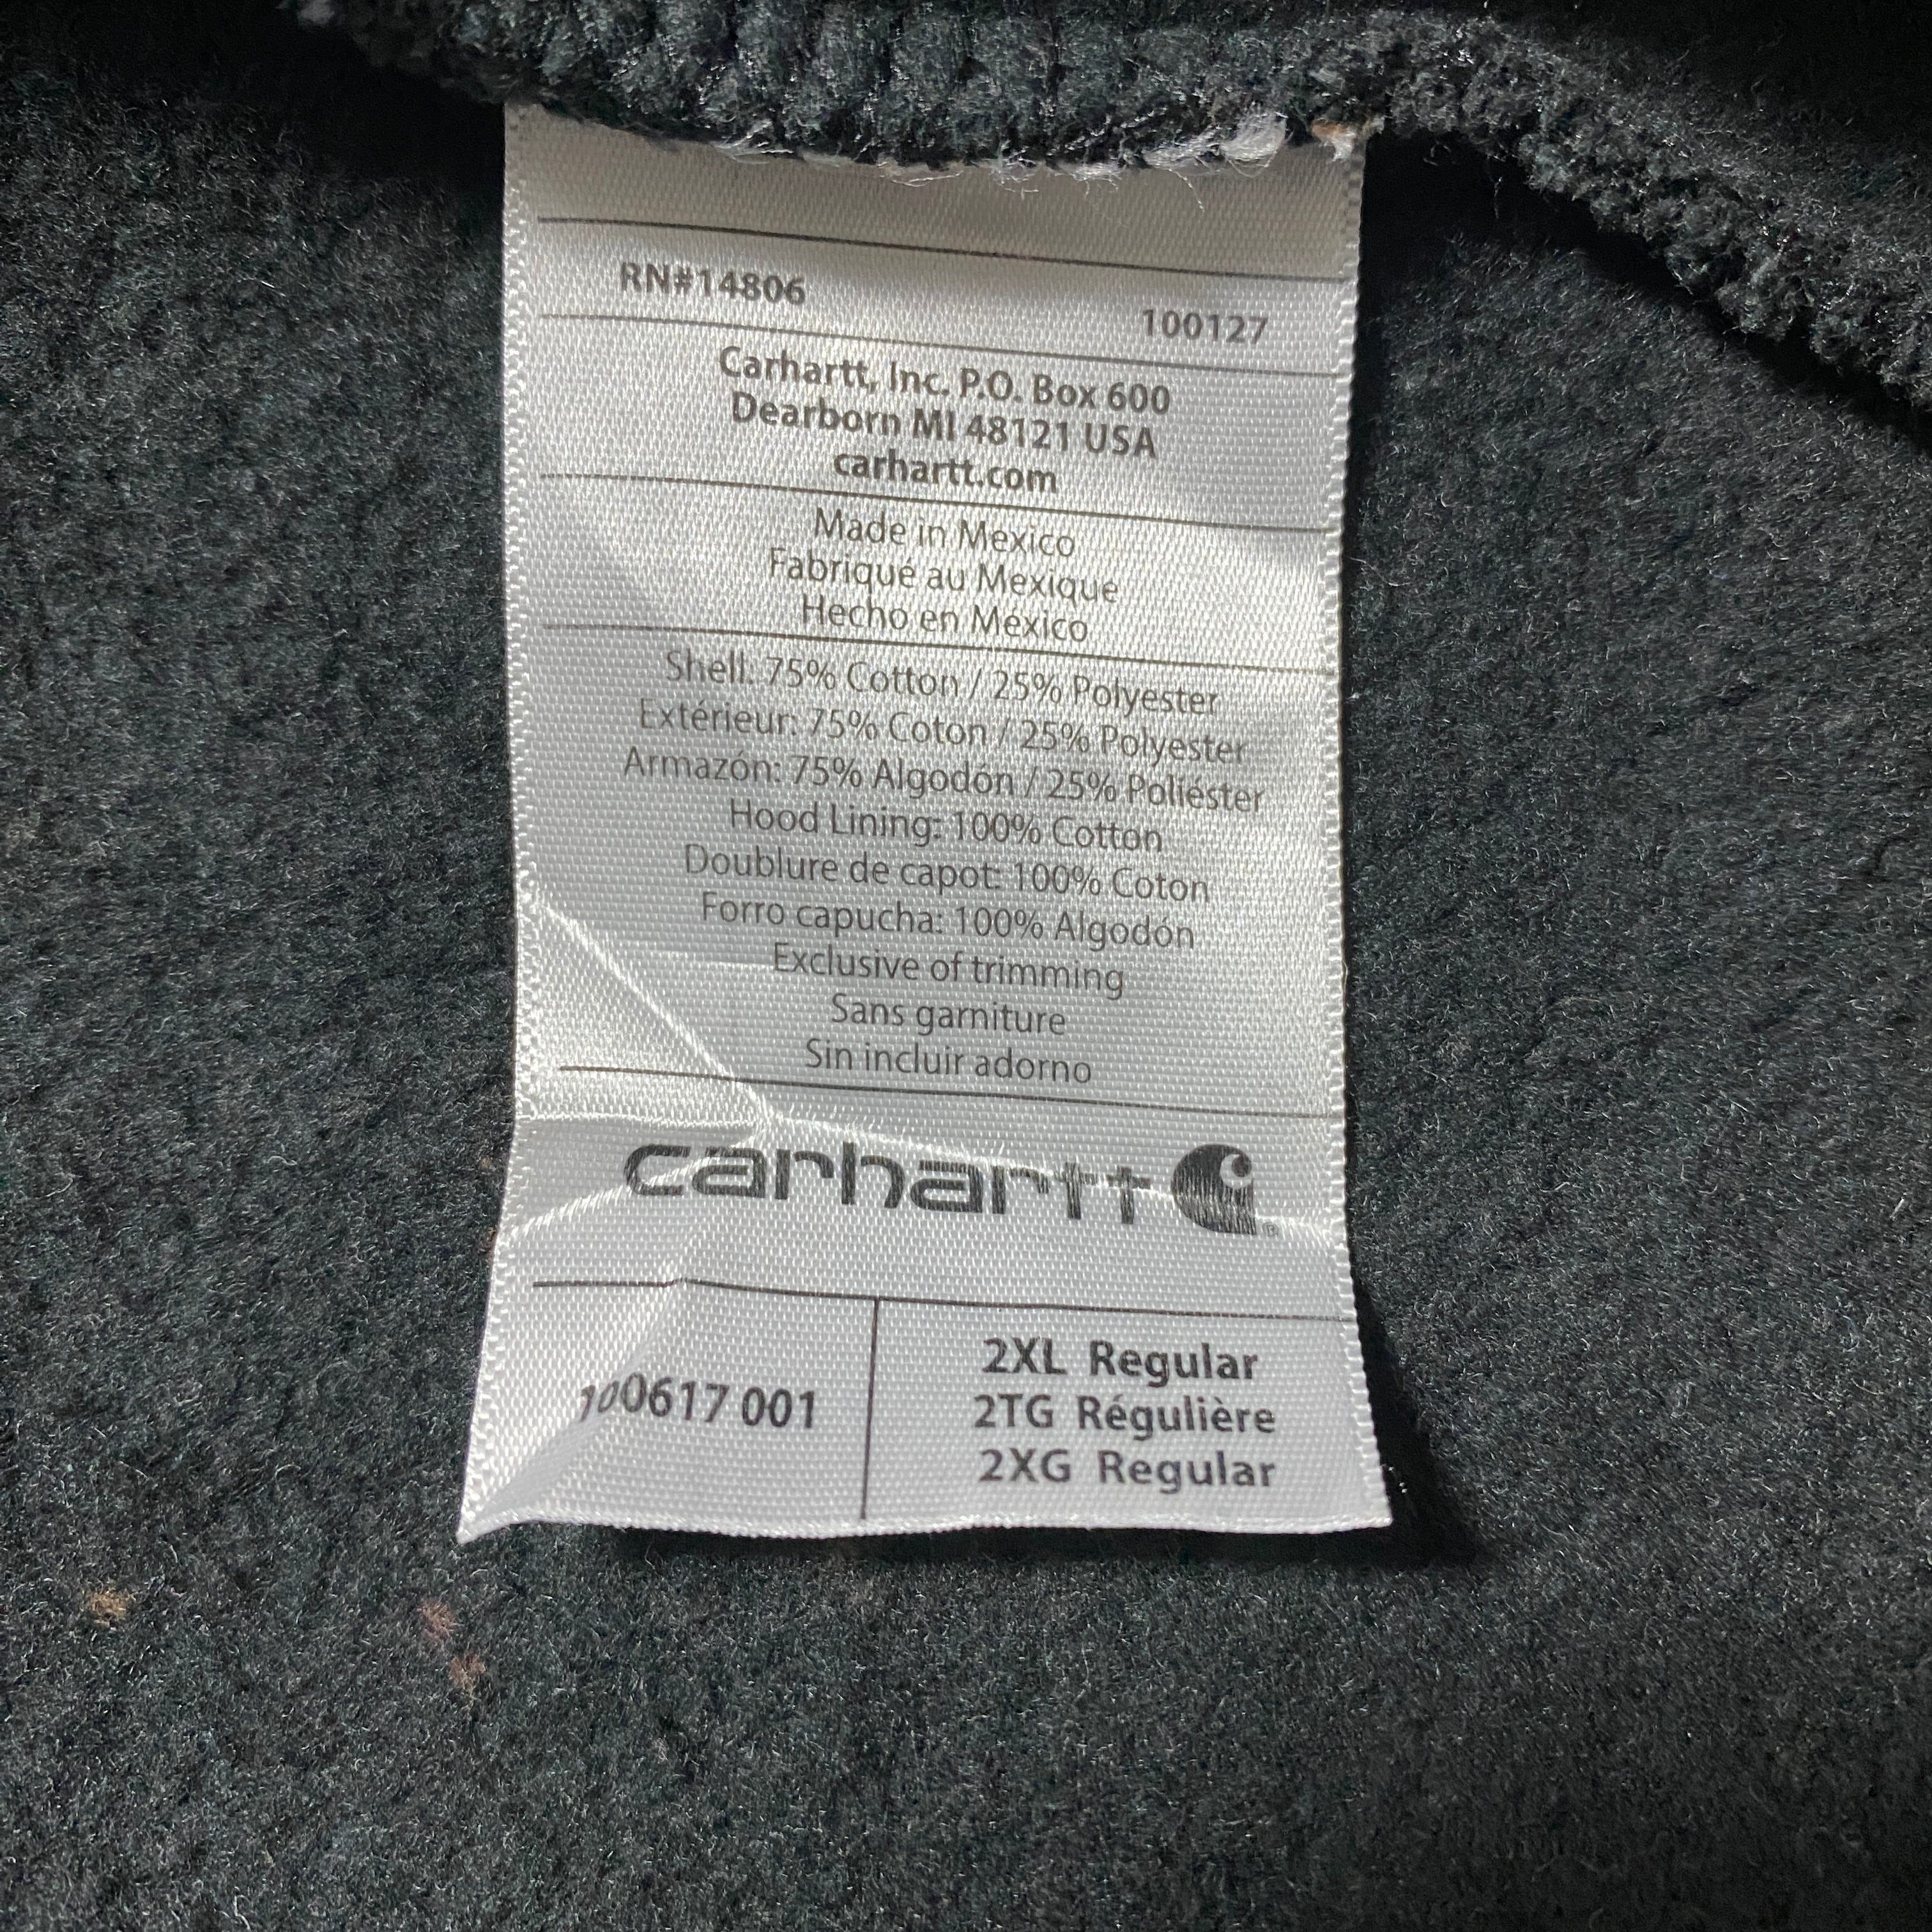 RN#14806
100127
Carhartt, Inc. P.O. Box 600
Dearborn MI 48121 USA
carhartt.com
Made in Mexico
Fabriqué au Mexique
Hecho en México
Shell: 75% Cotton / 25% Polyester
Extérieur: 75% Coton / 25% Polyester
Armazón: 75% Algodón / 25% Poliéster
Hood Lining: 100% Cotton
Doublure de capot: 100% Coton
Forro capucha: 100% Algodón
Exclusive of trimming
Sans garniture
Sin incluir adorno
carhartt
100617 001
2XL Regular
2TG Régulière
2XG Regular